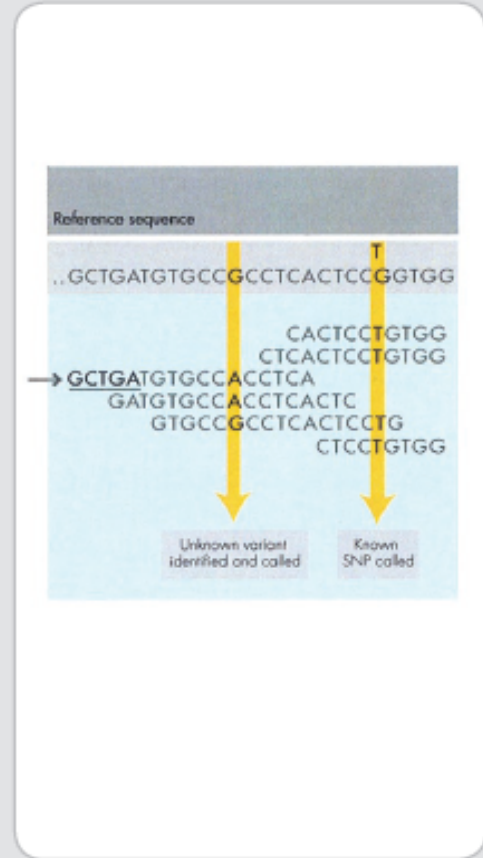 Reference sequence
T
..GCTGATGTGCCGCCTCACTCCGGTGG
CACTCCTGTGG
CTCACTCCTGTGG
GCTGATGTGCCACCTCA
GATGTGCCACCTCACTC
GTGCCGCCTCACTCCTG
CTCCTGTGG
Unknown variant
identified and called
Known
SNP called